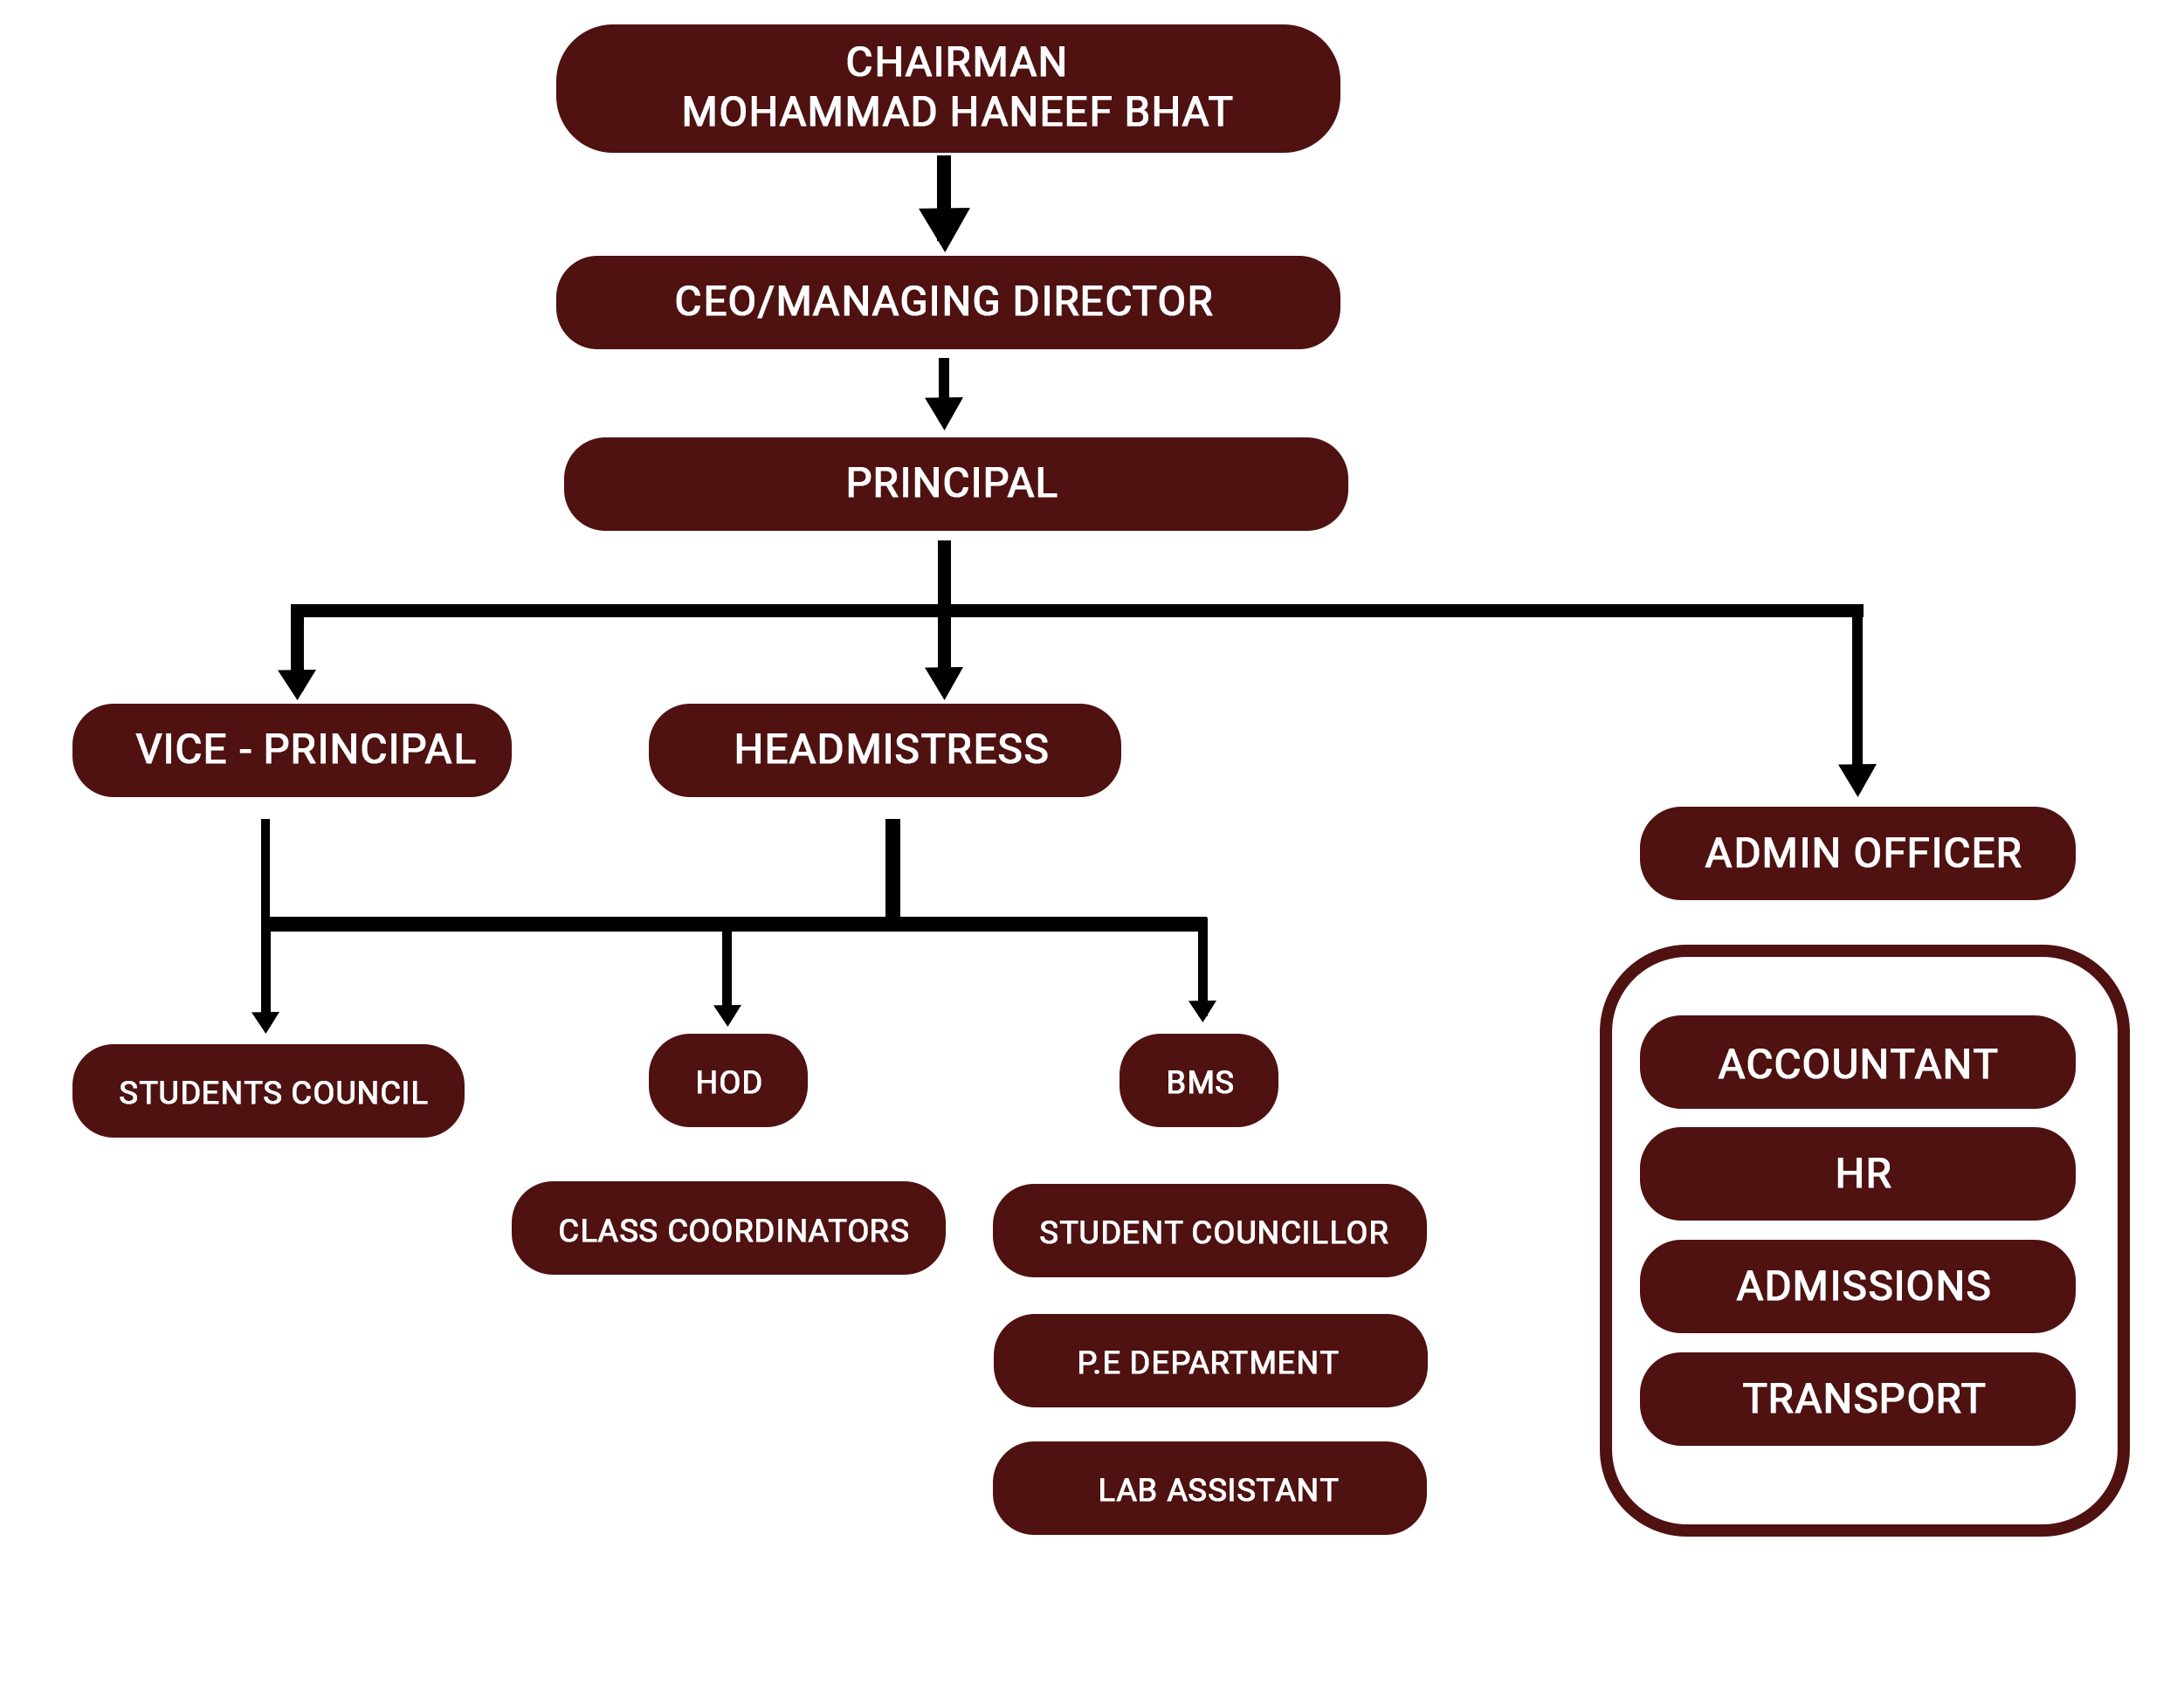 CHAIRMAN
MOHAMMAD HANEEF BHAT
CEO/MANAGING DIRECTOR
PRINCIPAL
VICE - PRINCIPAL
HEADMISTRESS
ADMIN OFFICER
STUDENTS COUNCIL
HOD
BMS
CLASS COORDINATORS
STUDENT COUNCILLOR
P.E DEPARTMENT
LAB ASSISTANT
ACCOUNTANT
HR
ADMISSIONS
TRANSPORT